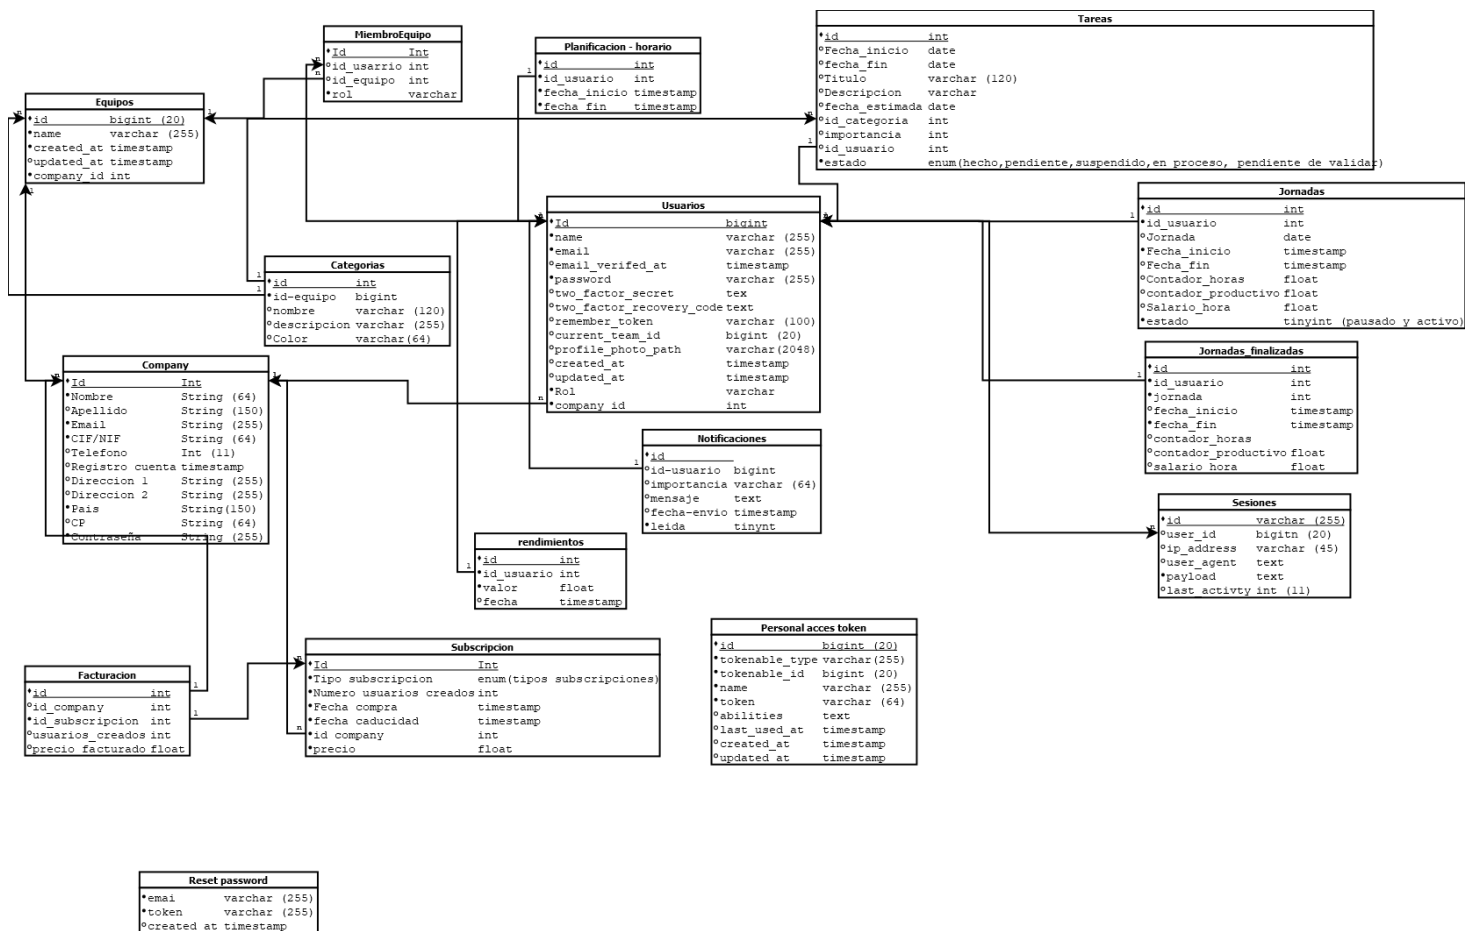 Tareas
id int
Fecha_inicio date
fecha_fin date
Titulo varchar (120)
Descripcion varchar
fecha_estimada date
id_categoria int
importancia int
id_usuario int
estado enum(hecho,pendiente,suspendido,en proceso, pendiente de validar)
MiembroEquipo
Id Int
id_usarrio int
id_equipo int
rol varchar
Planificacion - horario
id int
id_usuario int
fecha_inicio timestamp
fecha_fin timestamp
Equipos
id bigint (20)
name varchar (255)
created_at timestamp
updated_at timestamp
company_id int
Usuarios
Id bigint
name varchar (255)
email varchar (255)
email_verifed_at timestamp
password varchar (255)
two_factor_secret tex
two_factor_recovery_code text
remember_token varchar (100)
current_team_id bigint (20)
profile_photo_path varchar(2048)
created_at timestamp
updated_at timestamp
Rol varchar
company_id int
Jornadas
id int
id_usuario int
Jornada date
Fecha_inicio timestamp
Fecha_fin timestamp
Contador_horas float
contador_productivo float
Salario_hora float
estado tinyint (pausado y activo)
Categorias
id int
id-equipo bigint
nombre varchar (120)
descripcion varchar (255)
Color varchar(64)
Company
Id Int
Nombre String (64)
Apellido String (150)
Email String (255)
CIF/NIF String (64)
Telefono Int (11)
Registro cuenta timestamp
Direccion 1 String (255)
Direccion 2 String (255)
Pais String(150)
CP String (64)
Contraseña String (255)
Jornadas_finalizadas
id int
id_usuario int
jornada int
fecha_inicio timestamp
fecha_fin timestamp
contador_horas
contador_productivo float
salario_hora float
Notificaciones
id
id-usuario bigint
importancia varchar (64)
mensaje text
fecha-envio timestamp
leida tinynt
Sesiones
id varchar (255)
user_id bigitn (20)
ip_address varchar (45)
user_agent text
payload text
last_activty int (11)
rendimientos
id int
id_usuario int
valor float
fecha timestamp
Personal acces token
id bigint (20)
tokenable_type varchar(255)
tokenable_id bigint (20)
name varchar (255)
token varchar (64)
abilities text
last_used_at timestamp
created_at timestamp
updated_at timestamp
Subscripcion
Id Int
Tipo subscripcion enum(tipos subscripciones)
Numero usuarios creados int
Fecha compra timestamp
fecha caducidad timestamp
id company int
precio float
Facturacion
id int
id_company int
id_subscripcion int
usuarios_creados int
precio_facturado float
Reset password
emai varchar (255)
token varchar (255)
created_at timestamp